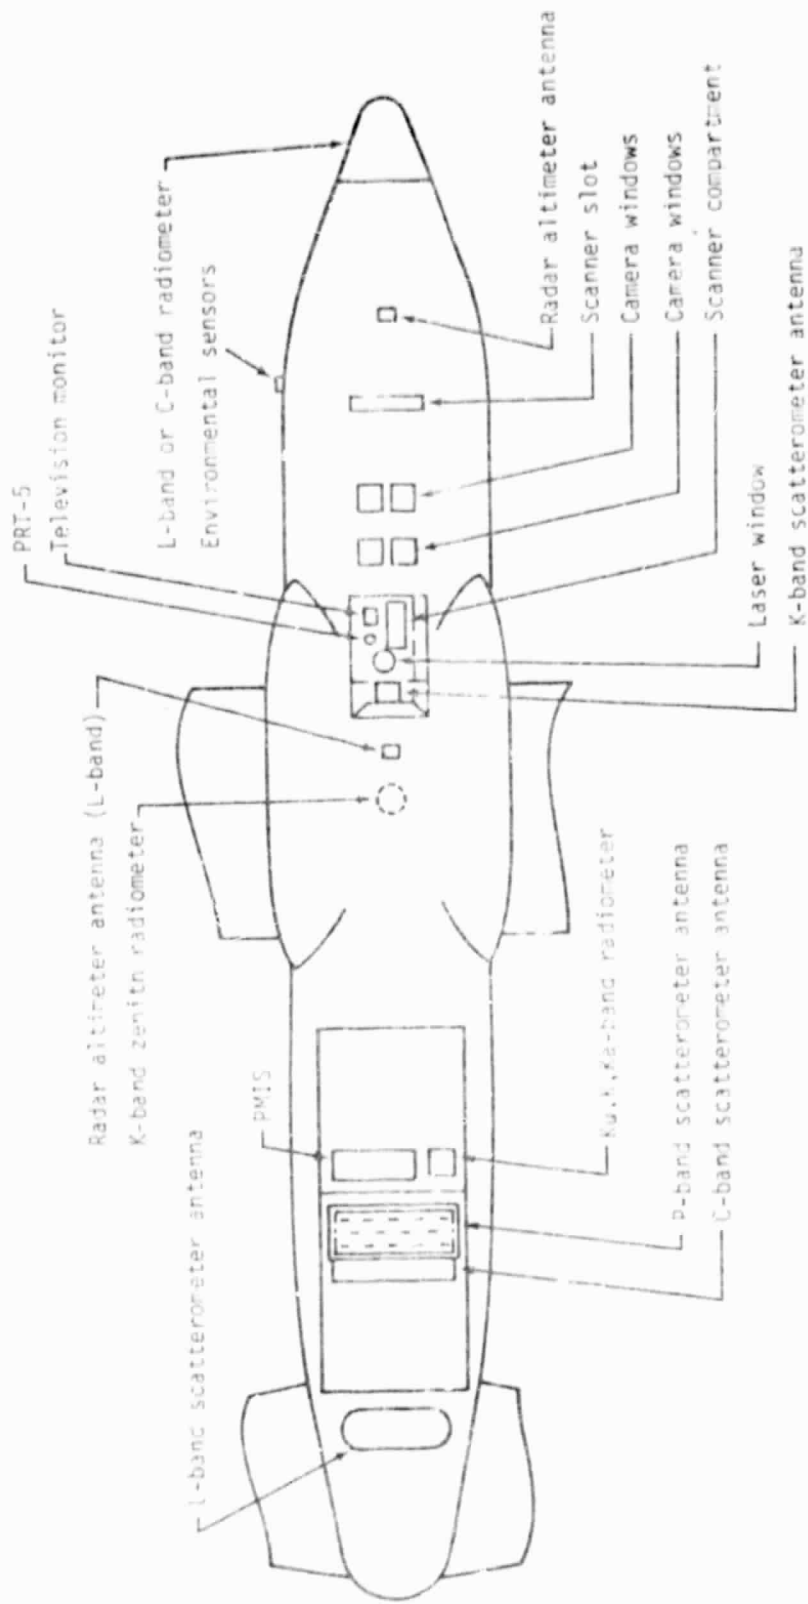 PRT-5
Television monitor
L-band or C-band radiometer
Environmental sensors
Radar altimeter antenna (L-band)
K-band zenith radiometer
PMIS
L-band scatterometer antenna
Radar altimeter antenna
Scanner slot
Camera windows
Camera windows
Scanner compartment
Laser window
K-band scatterometer antenna
Ku,K,Ka-band radiometer
P-band scatterometer antenna
C-band scatterometer antenna